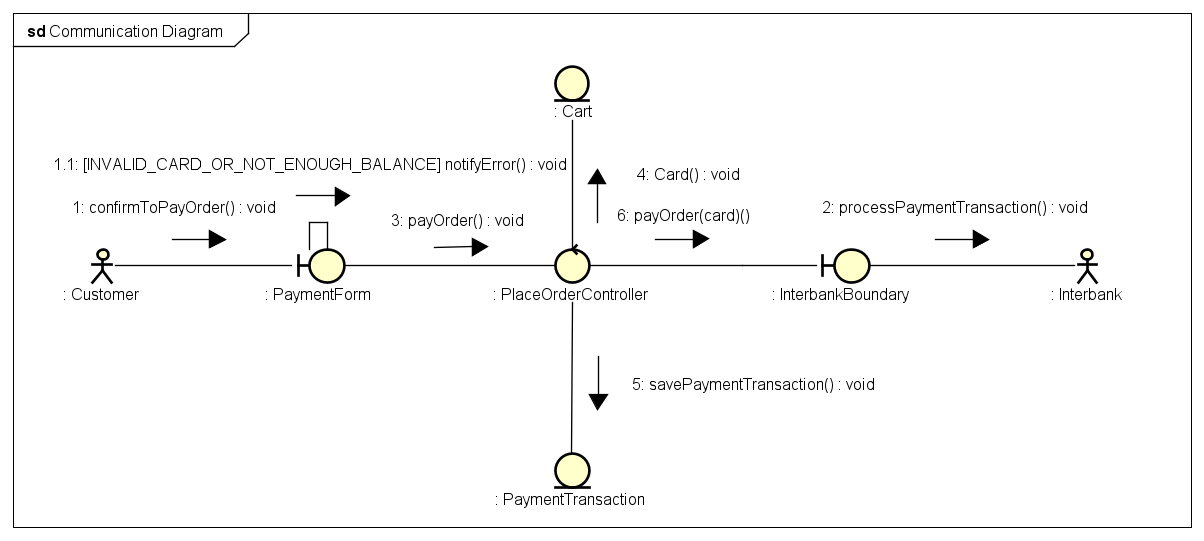 sd Communication Diagram
: Cart
1.1: [INVALID_CARD_OR_NOT_ENOUGH_BALANCE] notifyError() : void
4: Card() : void
1: confirmToPayOrder() : void
3: payOrder() : void
6: payOrder(card)()
2: processPaymentTransaction() : void
: Customer
: PaymentForm
: PlaceOrderController
: InterbankBoundary
: Interbank
5: savePaymentTransaction() : void
: PaymentTransaction